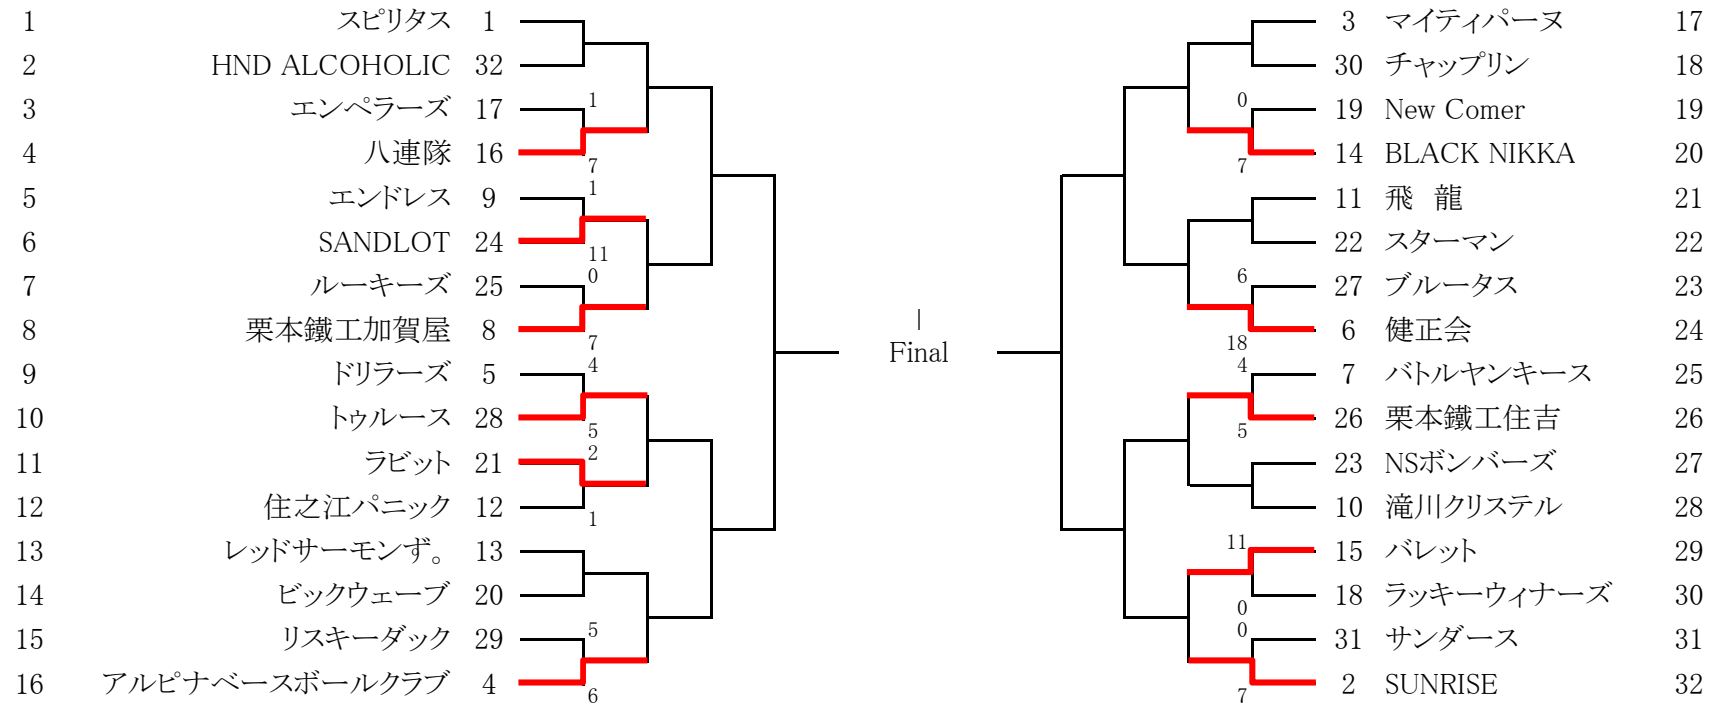 1 スピリタス 1 3 マイティパーヌ 17
2 HND ALCOHOLIC 32 30 チャップリン 18
3 エンペラーズ 17 1 0 19 New Comer 19
4 八連隊 16 7 7 14 BLACK NIKKA 20
5 エンドレス 9 1 11 飛 龍 21
6 SANDLOT 24 11 22 スターマン 22
7 ルーキーズ 25 0 6 27 ブルータス 23
8 栗本鐵工加賀屋 8 7 18 6 健正会 24
|
Final
9 ドリラーズ 5 4 4 7 バトルヤンキース 25
10 トゥルース 28 5 5 26 栗本鐵工住吉 26
11 ラビット 21 2 23 NSボンバーズ 27
12 住之江パニック 12 1 10 滝川クリステル 28
13 レッドサーモンず。 13 11 15 バレット 29
14 ビックウェーブ 20 0 18 ラッキーウィナーズ 30
15 リスキーダック 29 5 0 31 サンダース 31
16 アルピナベースボールクラブ 4 6 7 2 SUNRISE 32